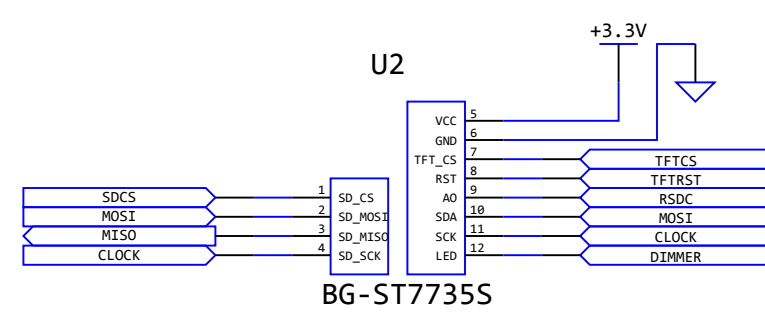 +3.3V
U2
VCC 5
GND 6
TFT_CS 7 TFTCS
RST 8 TFTRST
AO 9 RSDC
SDA 10 MOSI
SCK 11 CLOCK
LED 12 DIMMER
SDCS 1 SD_CS
MOSI 2 SD_MOSI
MISO 3 SD_MISO
CLOCK 4 SD_SCK
BG-ST7735S